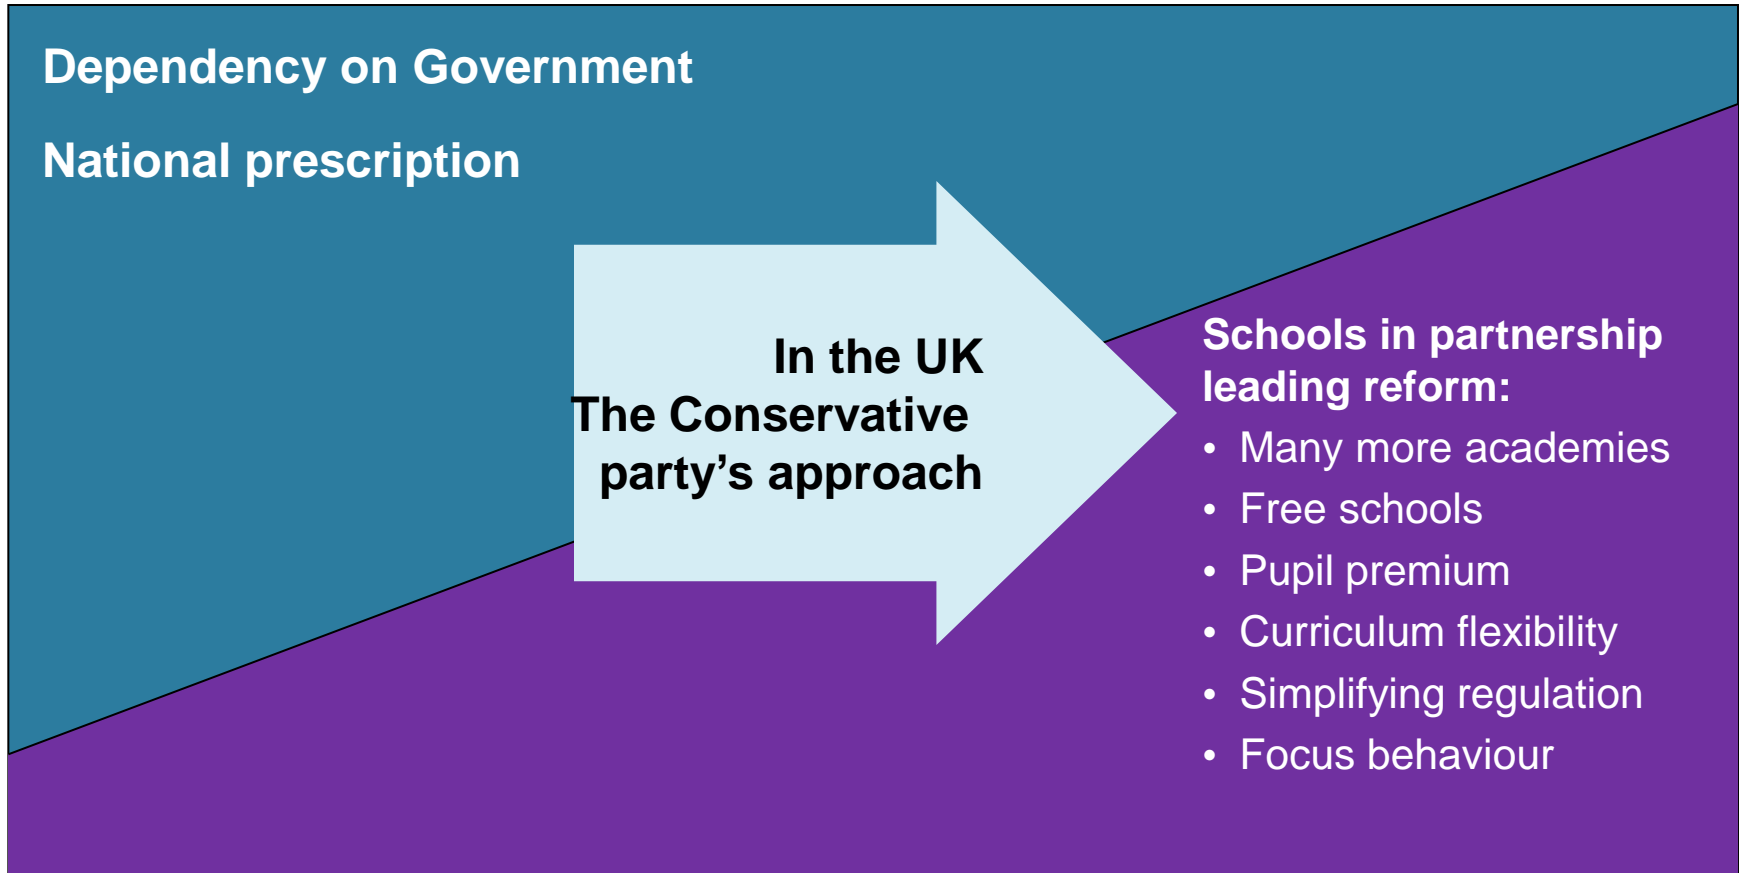 Dependency on Government
National prescription
In the UK
The Conservative
party’s approach
Schools in partnership
leading reform:
• Many more academies
• Free schools
• Pupil premium
• Curriculum flexibility
• Simplifying regulation
• Focus behaviour